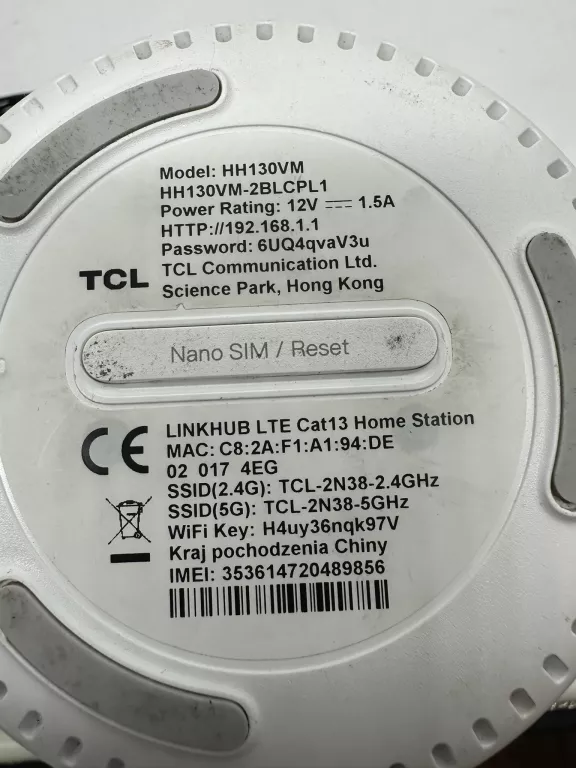 Model: HH130VM
HH130VM-2BLCPL1
Power Rating: 12V ⎓ 1.5A
HTTP://192.168.1.1
Password: 6UQ4qvaV3u
TCL
TCL Communication Ltd.
Science Park, Hong Kong
Nano SIM / Reset
LINKHUB LTE Cat13 Home Station
CE
MAC: C8:2A:F1:A1:94:DE
02 017 4EG
SSID(2.4G): TCL-2N38-2.4GHz
SSID(5G): TCL-2N38-5GHz
WiFi Key: H4uy36nqk97V
Kraj pochodzenia Chiny
IMEI: 353614720489856